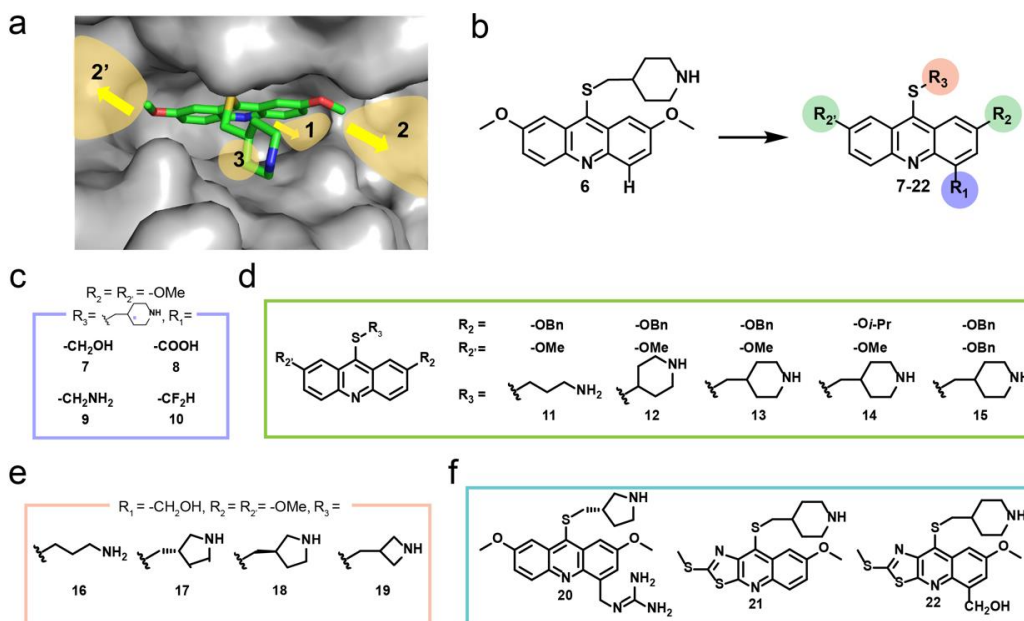 a
2'
1
2
3
b
S
NH
O
O
N
6
H
S
R3
R2'
R2
N
7-22
R1
c
R2 = R2' = -OMe
R3 = NH, R1 =
-CH2OH
-COOH
7
8
-CH2NH2
-CF2H
9
10
d
R3
S
R2'
R2
N
R2 = -OBn -OBn -OBn -Oi-Pr -OBn
R2' = -OMe -OMe -OMe -OMe -OBn
R3 = NH2 NH NH NH NH
11 12 13 14 15
e
R1 = -CH2OH, R2 = R2' = -OMe, R3 =
NH2 NH NH NH
16 17 18 19
f
NH
S
O
O
N
NH2
N
NH2
20
NH
S
N
O
S
S
N
21
NH
S
N
O
S
S
N
CH2OH
22